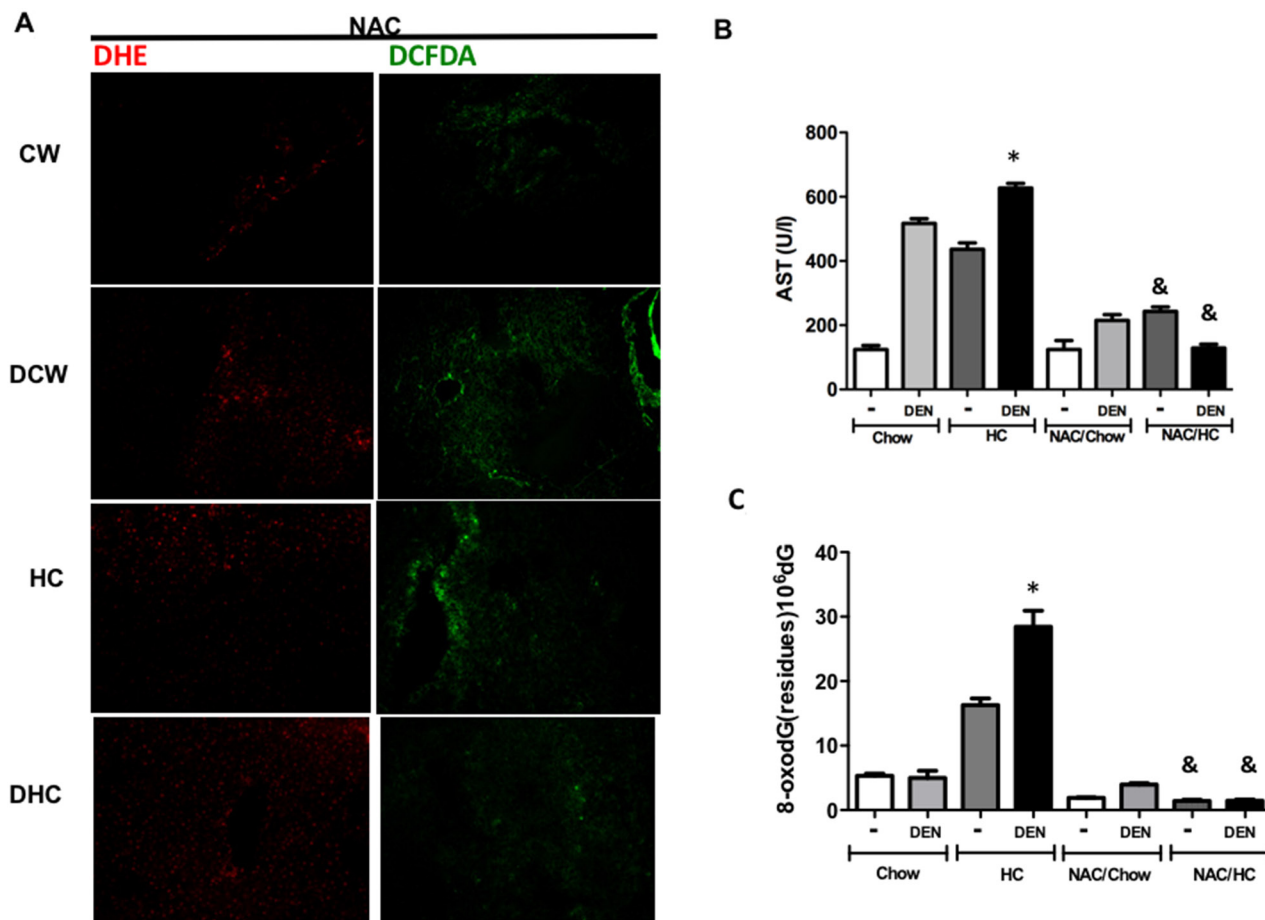 A
NAC
DHE DCFDA
CW
DCW
HC
DHC
B
AST (U/l)
800
600
400
200
0
*
&
&
- DEN - DEN - DEN - DEN
Chow HC NAC/Chow NAC/HC
C
8-oxodG(residues)10⁶dG
40
30
20
10
0
*
& &
- DEN - DEN - DEN - DEN
Chow HC NAC/Chow NAC/HC